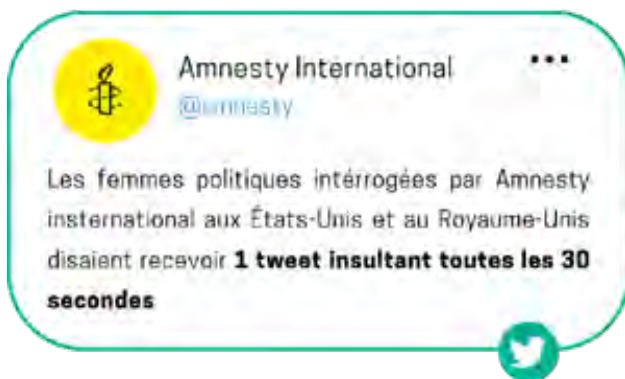 Amnesty International
@amnesty
Les femmes politiques intérrogées par Amnesty
insternational aux États-Unis et au Royaume-Unis
disaient recevoir 1 tweet insultant toutes les 30
secondes